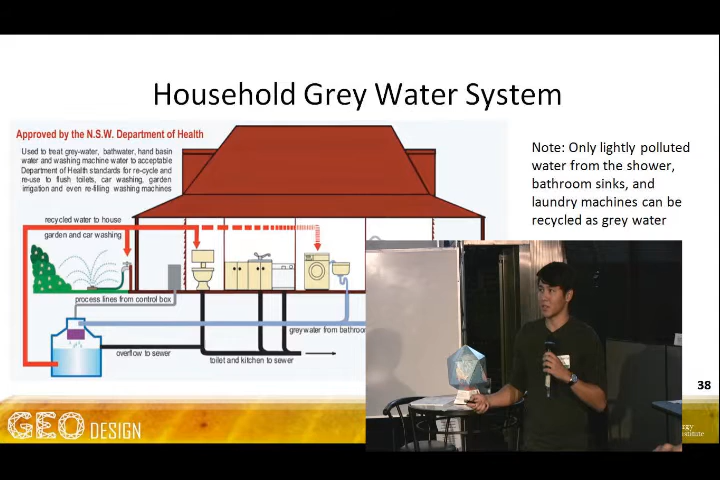 Household Grey Water System
Approved by the N.S.W. Department of Health
Used to treat grey-water, bathwater, hand basin
water and washing machine water to acceptable
Department of Health standards for re-cycle and
re-use to flush toilets, car washing, garden
irrigation and even re-filling washing machines
Note: Only lightly polluted
water from the shower,
bathroom sinks, and
laundry machines can be
recycled as grey water
recycled water to house
garden and car washing
process lines from control box
greywater from bathroo
overflow to sewer
toilet and kitchen to sewer
38
GEO DESIGN